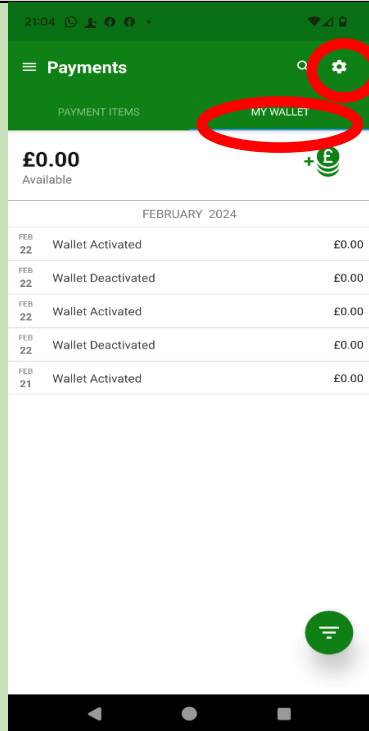 21:04
Payments
PAYMENT ITEMS MY WALLET
£0.00
Available
+£
FEBRUARY 2024
FEB
22 Wallet Activated £0.00
FEB
22 Wallet Deactivated £0.00
FEB
22 Wallet Activated £0.00
FEB
22 Wallet Deactivated £0.00
FEB
21 Wallet Activated £0.00